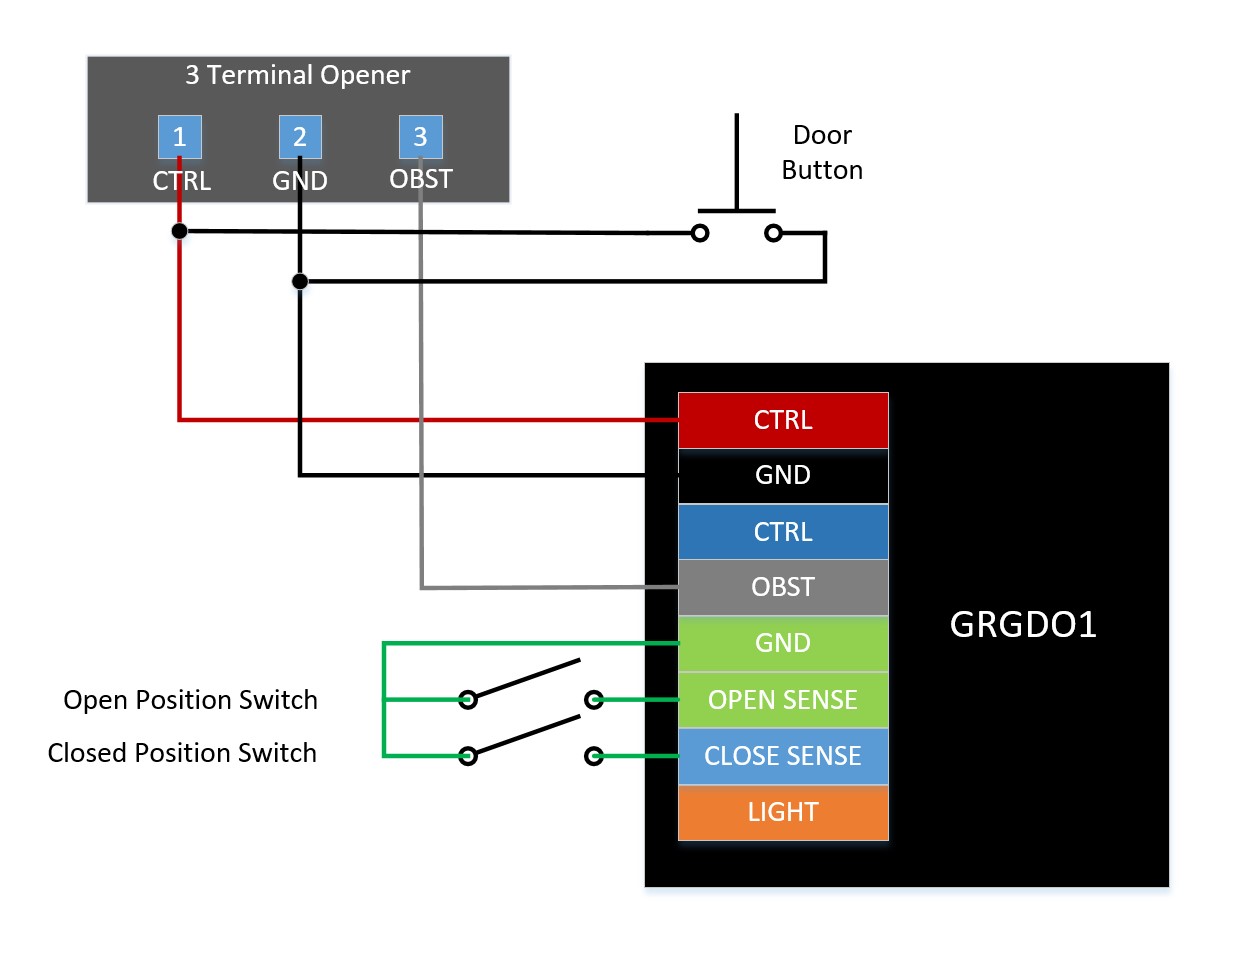 3 Terminal Opener
1 2 3
CTRL GND OBST
Door
Button
CTRL
GND
CTRL
OBST
GND
OPEN SENSE
CLOSE SENSE
LIGHT
GRGDO1
Open Position Switch
Closed Position Switch